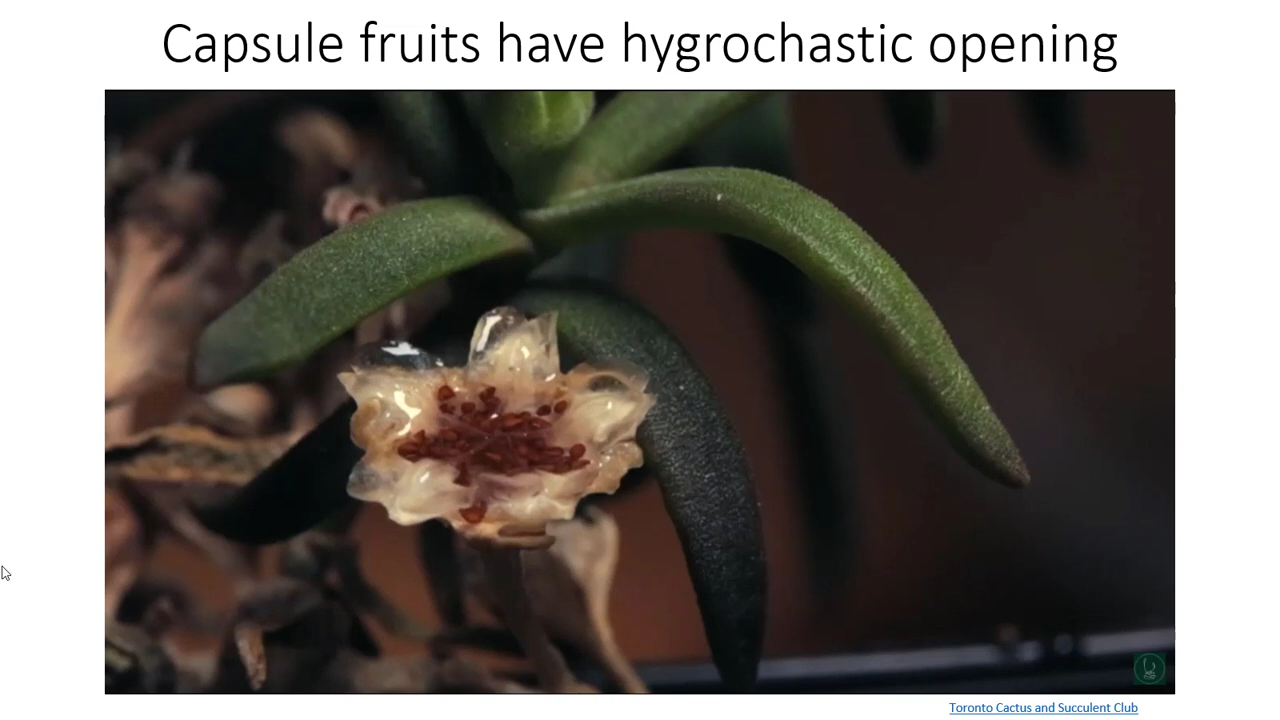 Capsule fruits have hygrochastic opening
Toronto Cactus and Succulent Club